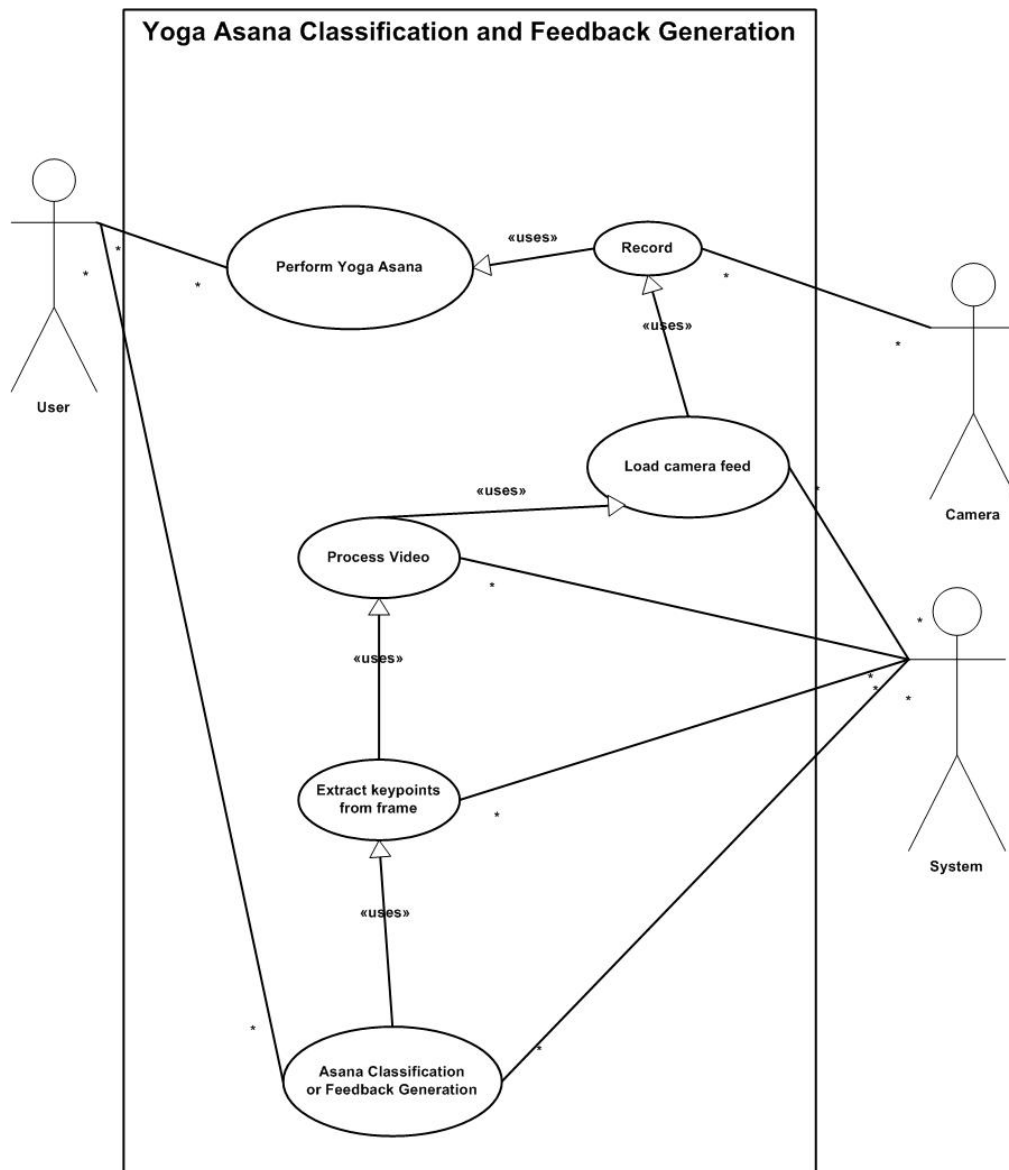 Yoga Asana Classification and Feedback Generation
«uses»
Record
Perform Yoga Asana
*
*
*
*
«uses»
*
User
Load camera feed
«uses»
*
Camera
Process Video
*
*
«uses»
*
*
*
Extract keypoints
from frame
*
System
«uses»
*
*
Asana Classification
or Feedback Generation